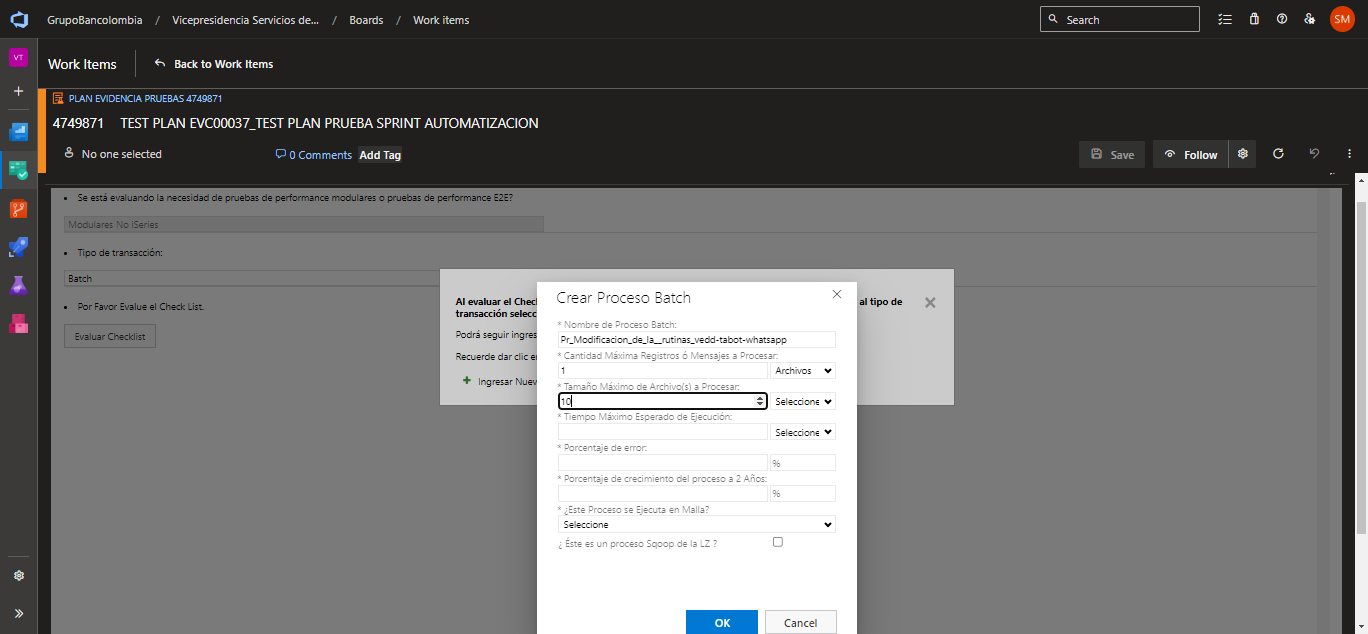 GrupoBancolombia / Vicepresidencia Servicios de... / Boards / Work items
Search
SM
VT
Work Items
Back to Work Items
PLAN EVIDENCIA PRUEBAS 4749871
4749871 TEST PLAN EVC00037_TEST PLAN PRUEBA SPRINT AUTOMATIZACION
No one selected
0 Comments
Add Tag
Save
Follow
Se está evaluando la necesidad de pruebas de performance modulares o pruebas de performance E2E?
Modulares No ISeries
Tipo de transacción:
Batch
Por Favor Evalue el Check List.
Evaluar Checklist
Al evaluar el Chec
al tipo de
transacción selecc
Podrá seguir ingres
Recuerde dar clic e
Ingresar Nuev
Crear Proceso Batch
* Nombre de Proceso Batch:
Pr_Modificacion_de_la__rutinas_vedd-tabot-whatsapp
* Cantidad Máxima Registros ó Mensajes a Procesar:
1
Archivos
* Tamaño Máximo de Archivo(s) a Procesar:
10
Seleccione
* Tiempo Máximo Esperado de Ejecución:
Seleccione
* Porcentaje de error:
%
* Porcentaje de crecimiento del proceso a 2 Años:
%
* ¿Este Proceso se Ejecuta en Malla?
Seleccione
¿ Éste es un proceso Sqoop de la LZ ?
OK
Cancel